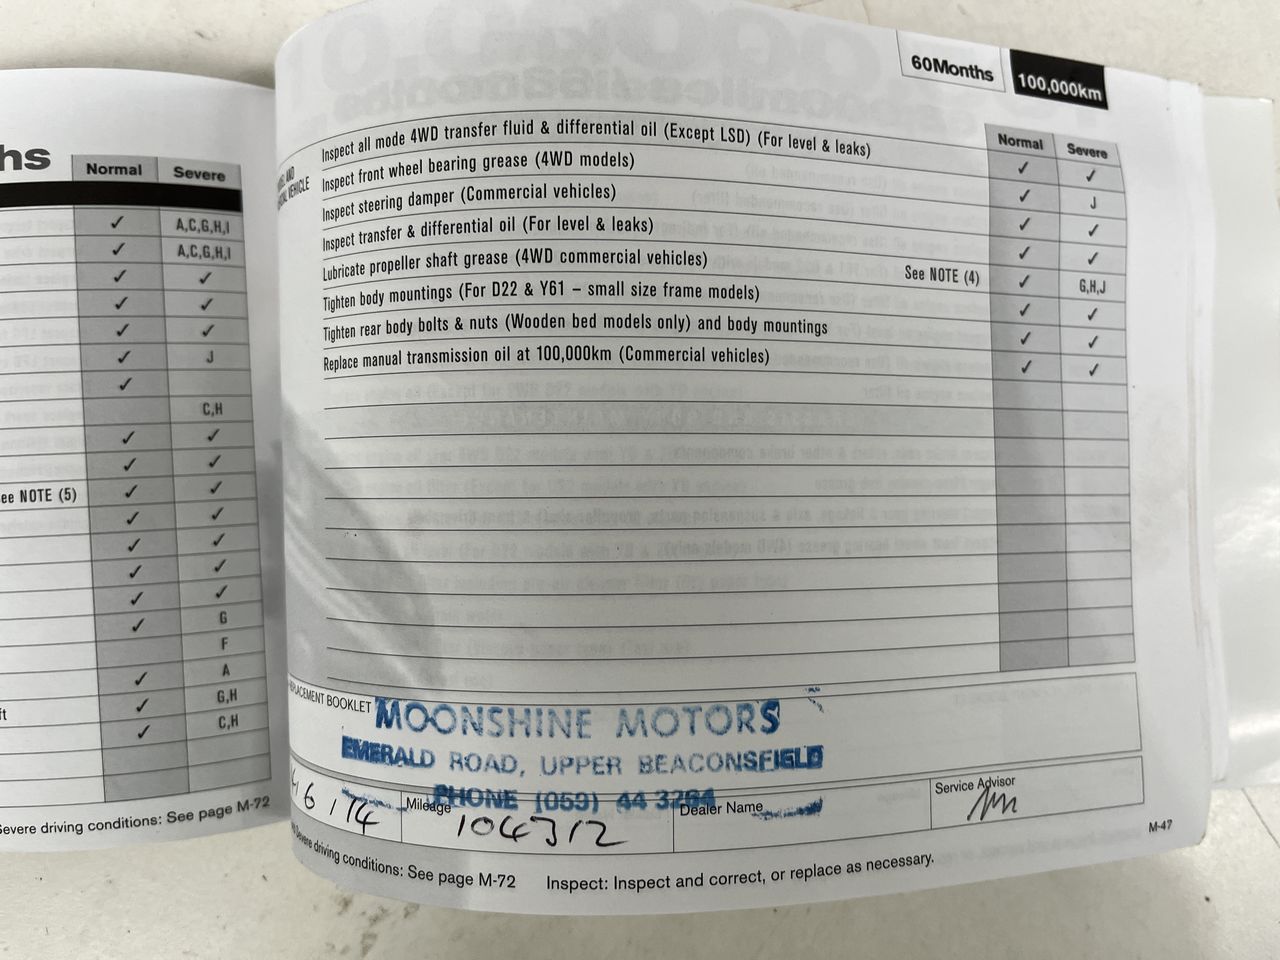 hs
Normal Severe
✓ A,C,G,H,I
✓ A,C,G,H,I
✓ ✓
✓ ✓
✓ ✓
✓ J
✓
C,H
✓ ✓
✓ ✓
ee NOTE (5) ✓ ✓
✓ ✓
✓ ✓
✓ ✓
✓ ✓
✓ G
F
✓ A
ft ✓ G,H
✓ C,H
Severe driving conditions: See page M-72
60Months 100,000km
Normal Severe
AND
VEHICLE
Inspect all mode 4WD transfer fluid & differential oil (Except LSD) (For level & leaks) ✓ ✓
Inspect front wheel bearing grease (4WD models) ✓ J
Inspect steering damper (Commercial vehicles) ✓ ✓
Inspect transfer & differential oil (For level & leaks) ✓ ✓
Lubricate propeller shaft grease (4WD commercial vehicles) See NOTE (4) ✓ G,H,J
Tighten body mountings (For D22 & Y61 – small size frame models) ✓ ✓
Tighten rear body bolts & nuts (Wooden bed models only) and body mountings ✓ ✓
Replace manual transmission oil at 100,000km (Commercial vehicles) ✓ ✓
REPLACEMENT BOOKLET
MOONSHINE MOTORS
EMERALD ROAD, UPPER BEACONSFIELD
PHONE (059) 44 3264
6 / 14
Mileage
104312
Dealer Name
Service Advisor
Severe driving conditions: See page M-72 Inspect: Inspect and correct, or replace as necessary.
M-47